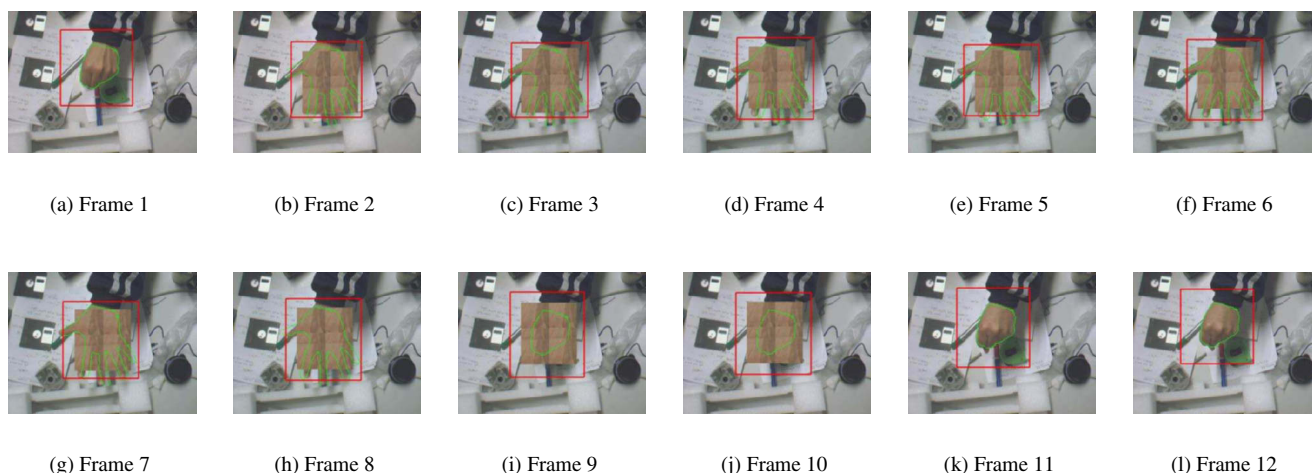 (a) Frame 1
(b) Frame 2
(c) Frame 3
(d) Frame 4
(e) Frame 5
(f) Frame 6
(g) Frame 7
(h) Frame 8
(i) Frame 9
(j) Frame 10
(k) Frame 11
(l) Frame 12